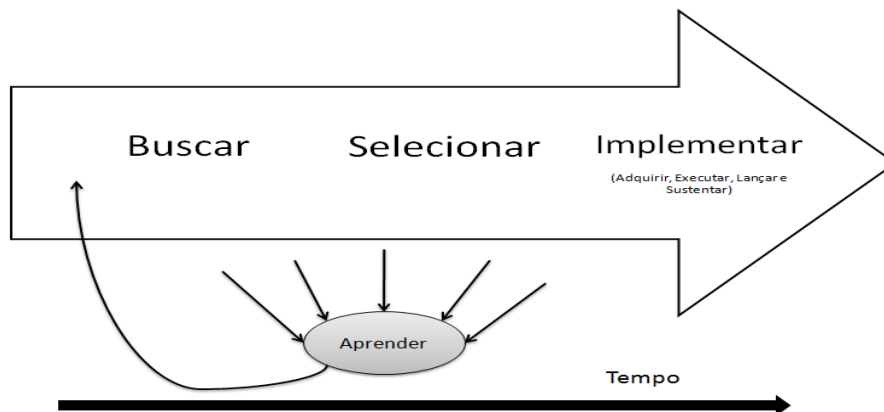 Buscar
Selecionar
Implementar
(Adquirir, Executar, Lançar e
Sustentar)
Aprender
Tempo